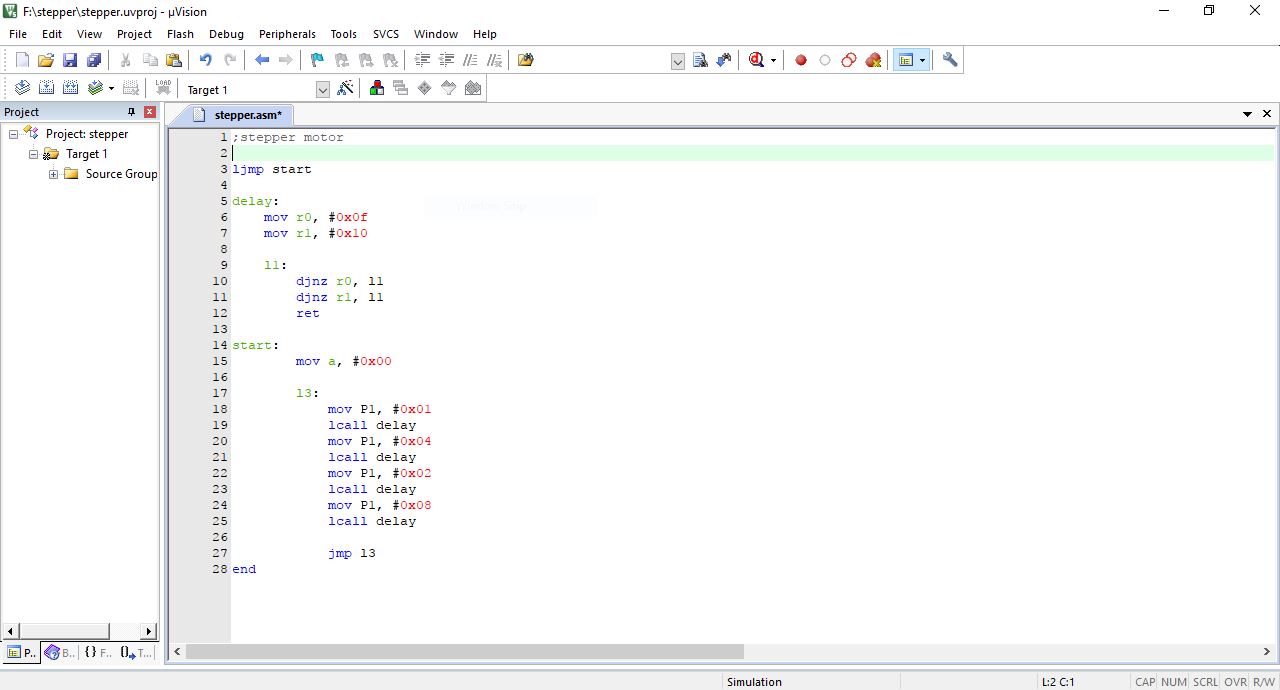 F:\stepper\stepper.uvproj - µVision
File Edit View Project Flash Debug Peripherals Tools SVCS Window Help
LOAD Target 1
Project
stepper.asm*
Project: stepper
Target 1
Source Group
1 ;stepper motor
2
3 ljmp start
4
5 delay:
6 mov r0, #0x0f
7 mov r1, #0x10
8
9 l1:
10 djnz r0, l1
11 djnz r1, l1
12 ret
13
14 start:
15 mov a, #0x00
16
17 l3:
18 mov P1, #0x01
19 lcall delay
20 mov P1, #0x04
21 lcall delay
22 mov P1, #0x02
23 lcall delay
24 mov P1, #0x08
25 lcall delay
26
27 jmp l3
28 end
P... B... {} F... {} T...
Simulation L:2 C:1 CAP NUM SCRL OVR R/W